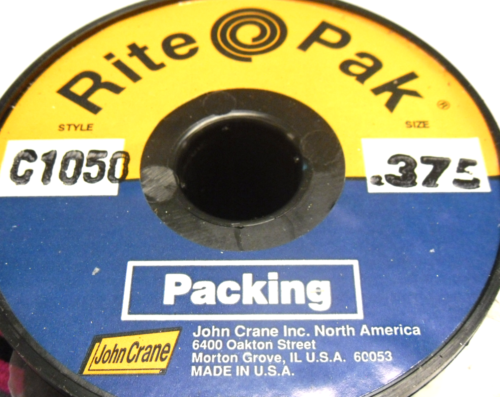 Rite Pak ®
STYLE
SIZE
C1050
.375
Packing
John Crane
John Crane Inc. North America
6400 Oakton Street
Morton Grove, IL U.S.A. 60053
MADE IN U.S.A.